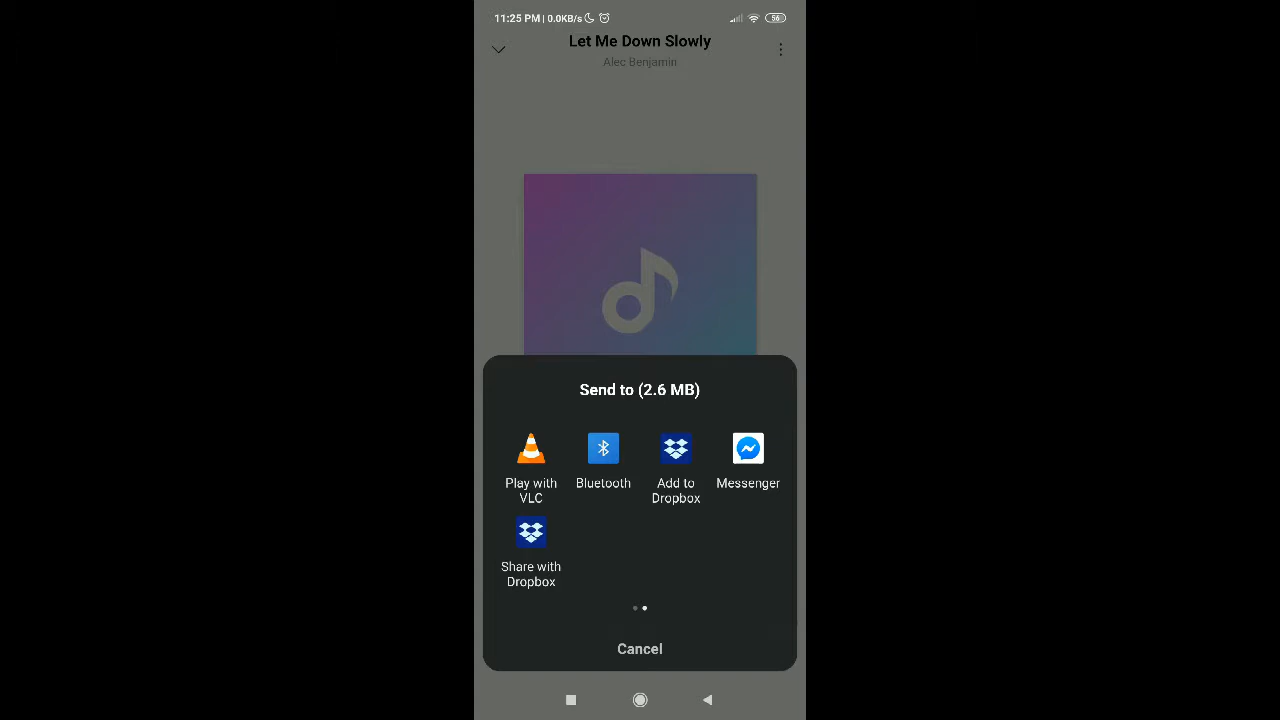 11:25 PM | 0.0KB/s
56
Let Me Down Slowly
Alec Benjamin
Send to (2.6 MB)
Play with
VLC
Bluetooth
Add to
Dropbox
Messenger
Share with
Dropbox
Cancel